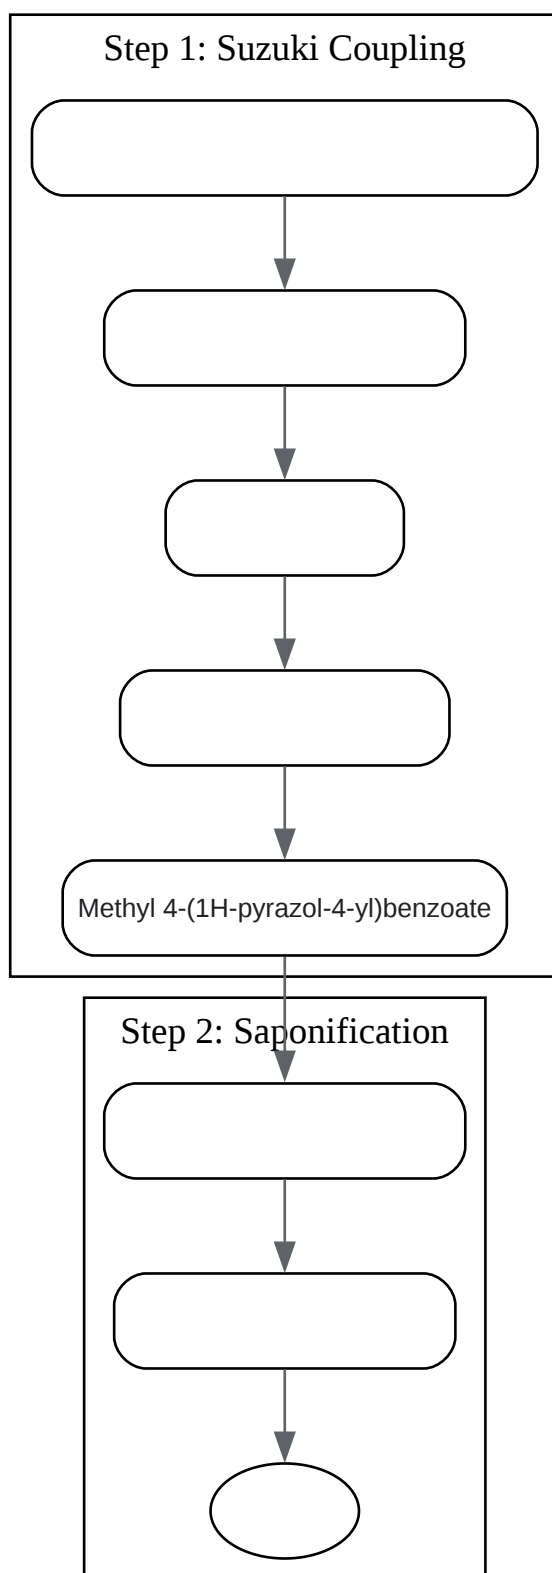 Step 1: Suzuki Coupling
Methyl 4-(1H-pyrazol-4-yl)benzoate
Step 2: Saponification